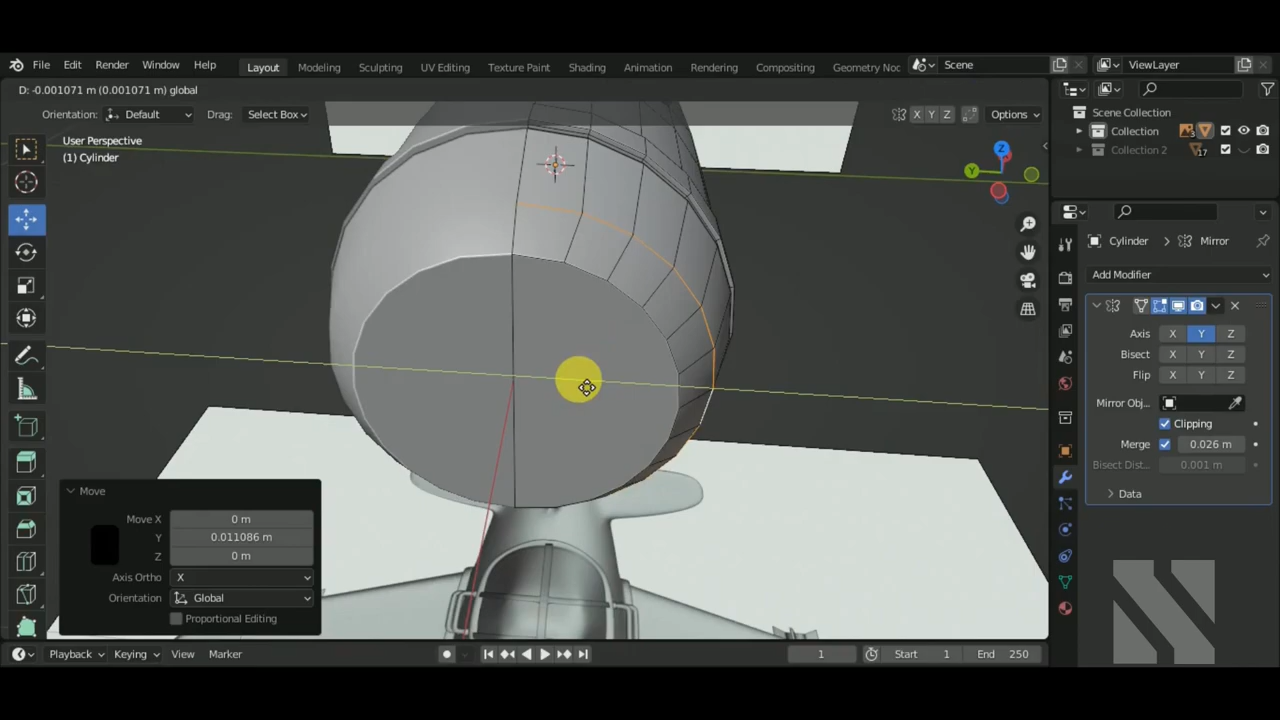 File Edit Render Window Help Layout Modeling Sculpting UV Editing Texture Paint Shading Animation Rendering Compositing Geometry Noc Scene ViewLayer
D: -0.001071 m (0.001071 m) global
Orientation: Default Drag: Select Box X Y Z Options
User Perspective
(1) Cylinder
Scene Collection
Collection 3
Collection 2 17
Cylinder > Mirror
Add Modifier
Axis X Y Z
Bisect X Y Z
Flip X Y Z
Mirror Obj...
Clipping
Merge 0.026 m
Bisect Dist... 0.001 m
Data
Move
Move X 0 m
Y 0.011086 m
Z 0 m
Axis Ortho X
Orientation Global
Proportional Editing
Z
Y
Playback Keying View Marker 1 Start 1 End 250